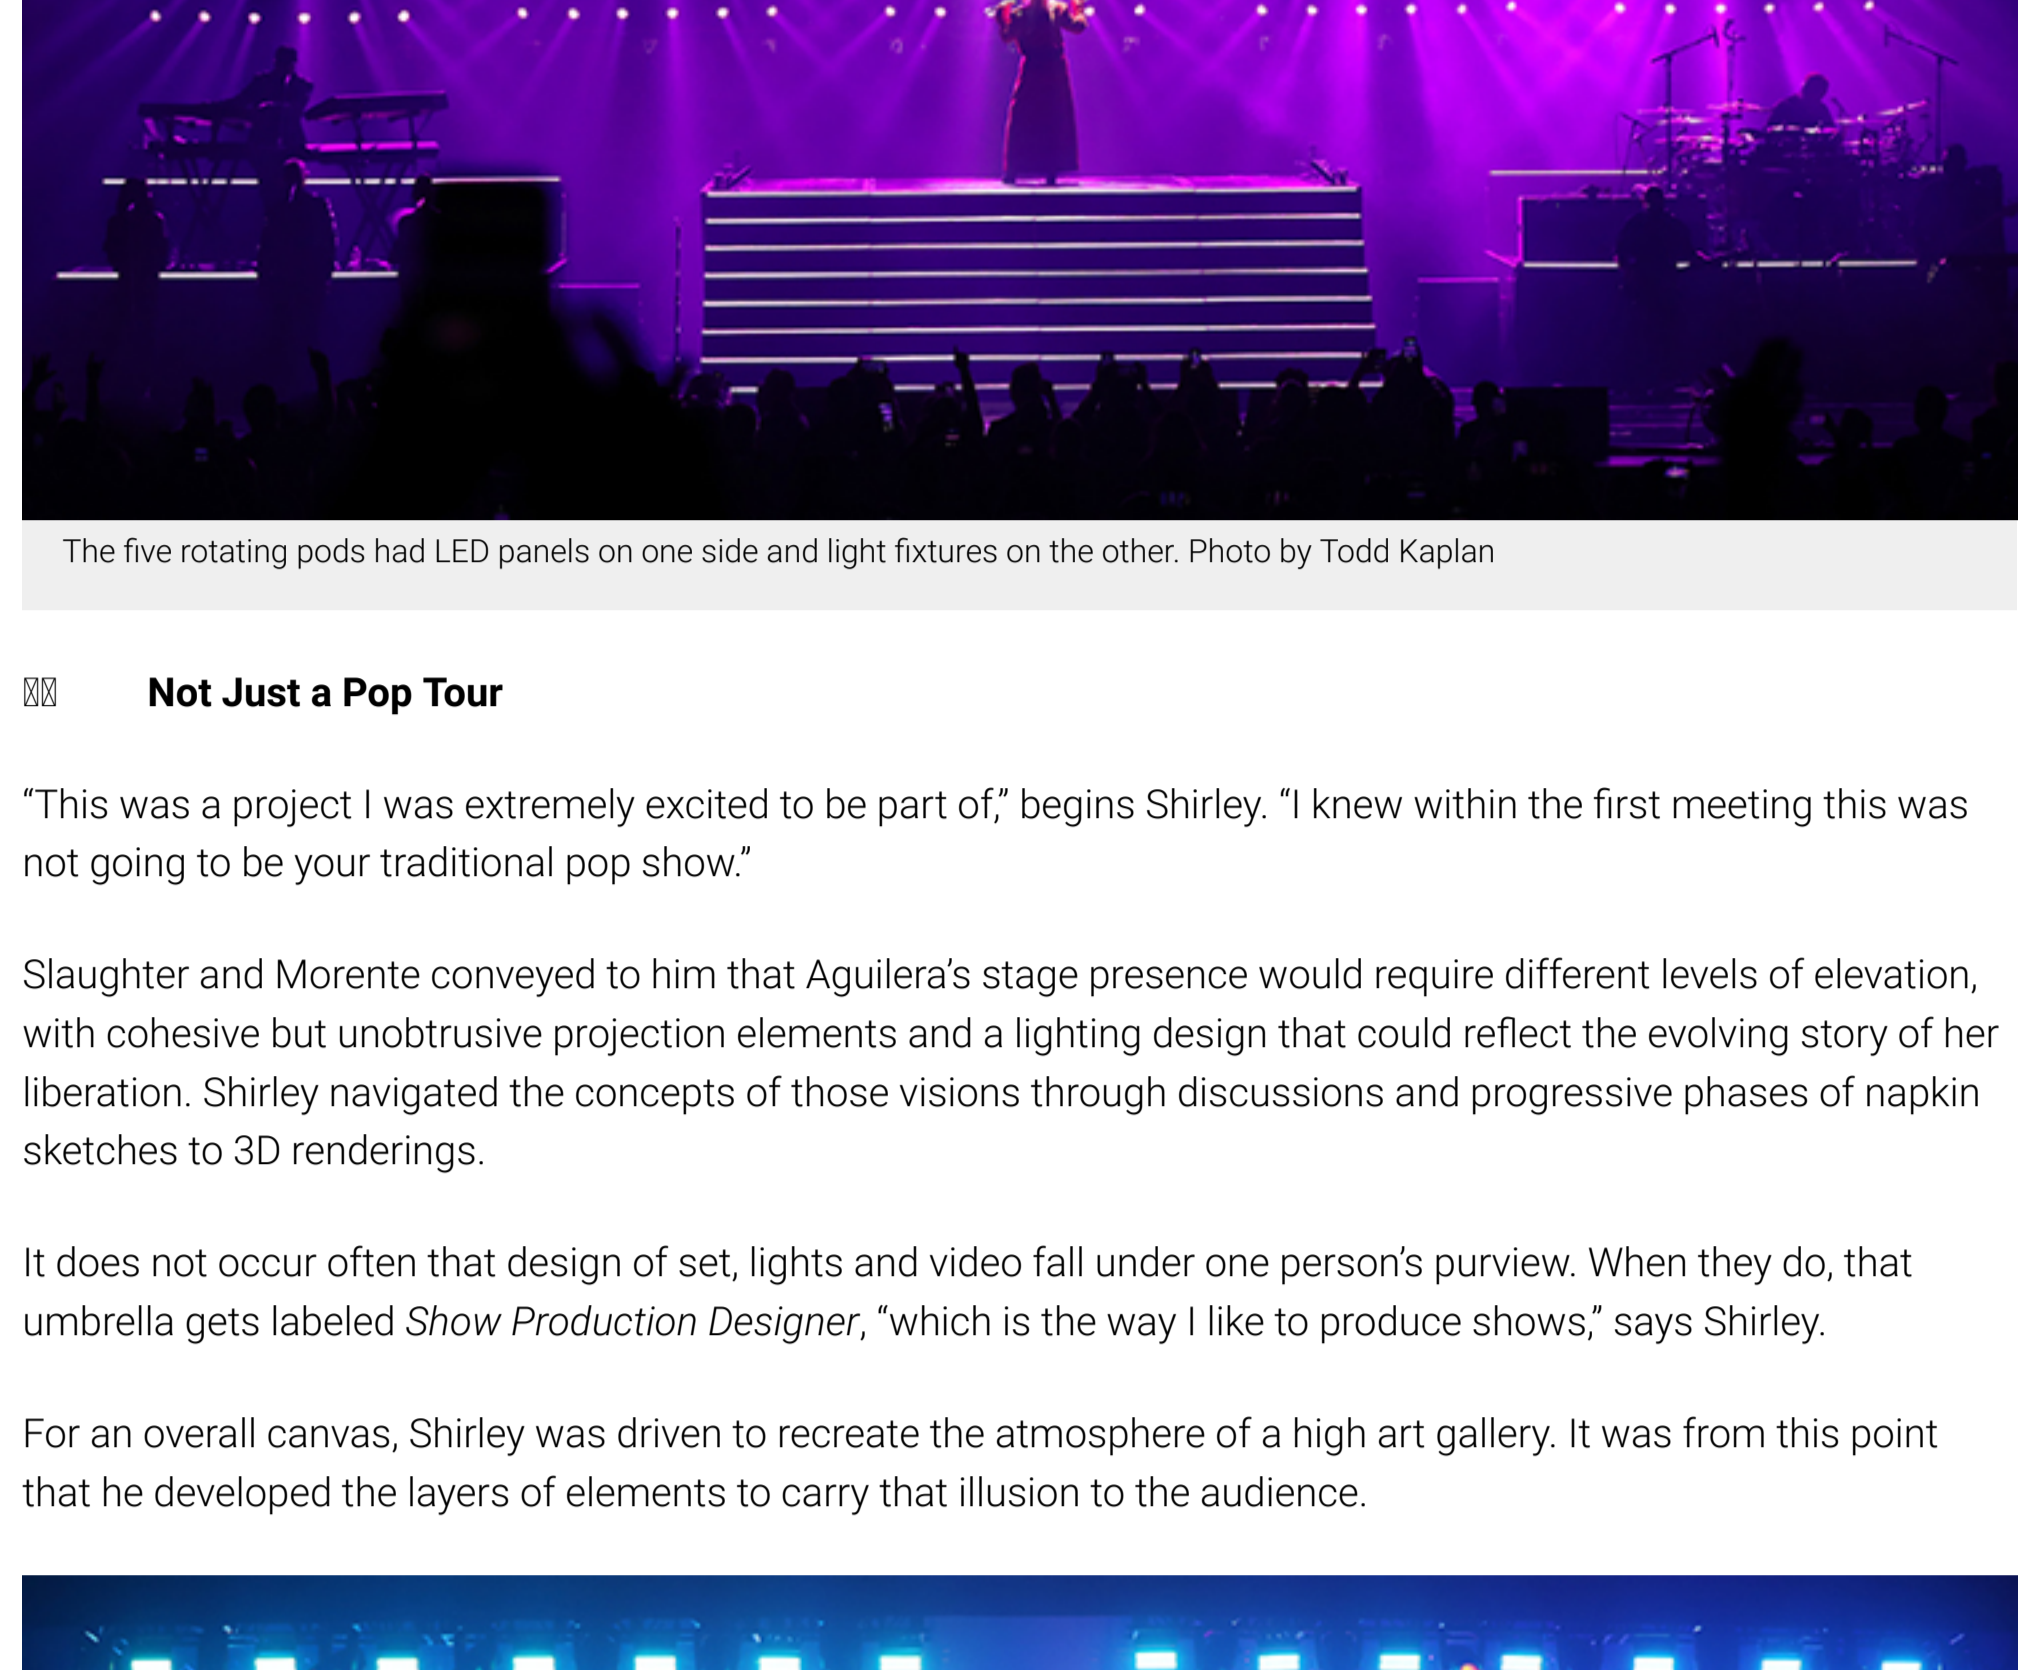 The five rotating pods had LED panels on one side and light fixtures on the other. Photo by Todd Kaplan
Not Just a Pop Tour
“This was a project I was extremely excited to be part of,” begins Shirley. “I knew within the first meeting this was
not going to be your traditional pop show.”
Slaughter and Morente conveyed to him that Aguilera’s stage presence would require different levels of elevation,
with cohesive but unobtrusive projection elements and a lighting design that could reflect the evolving story of her
liberation. Shirley navigated the concepts of those visions through discussions and progressive phases of napkin
sketches to 3D renderings.
It does not occur often that design of set, lights and video fall under one person’s purview. When they do, that
umbrella gets labeled Show Production Designer, “which is the way I like to produce shows,” says Shirley.
For an overall canvas, Shirley was driven to recreate the atmosphere of a high art gallery. It was from this point
that he developed the layers of elements to carry that illusion to the audience.